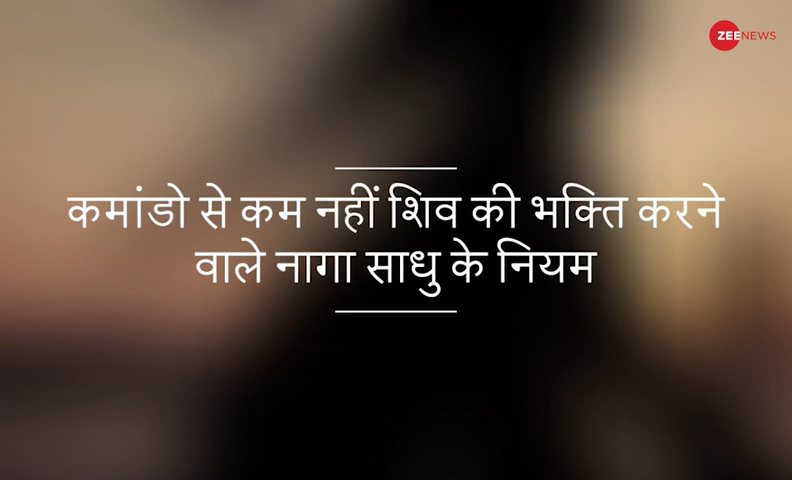 ZEENEWS
कमांडो से कम नहीं शिव की भक्ति करने
वाले नागा साधु के नियम